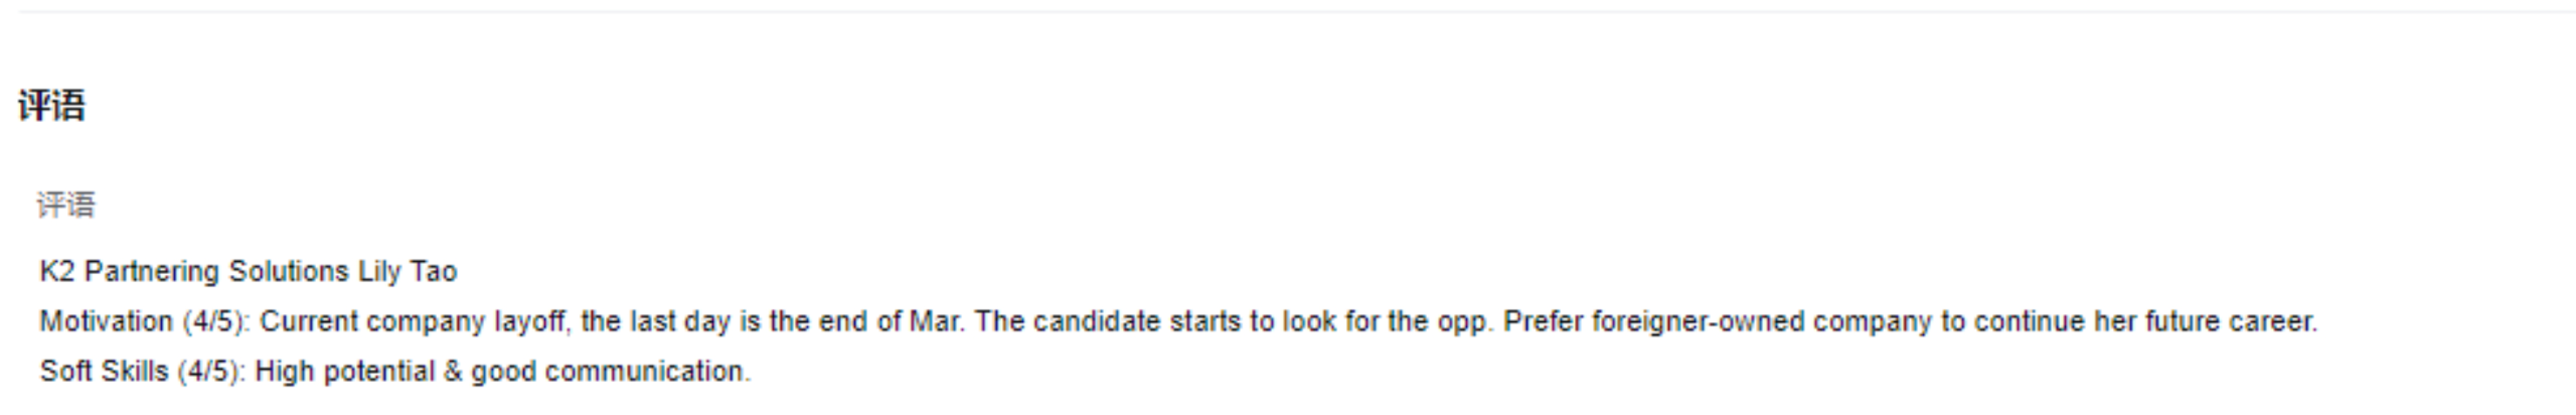 评语
评语
K2 Partnering Solutions Lily Tao
Motivation (4/5): Current company layoff, the last day is the end of Mar. The candidate starts to look for the opp. Prefer foreigner-owned company to continue her future career.
Soft Skills (4/5): High potential & good communication.